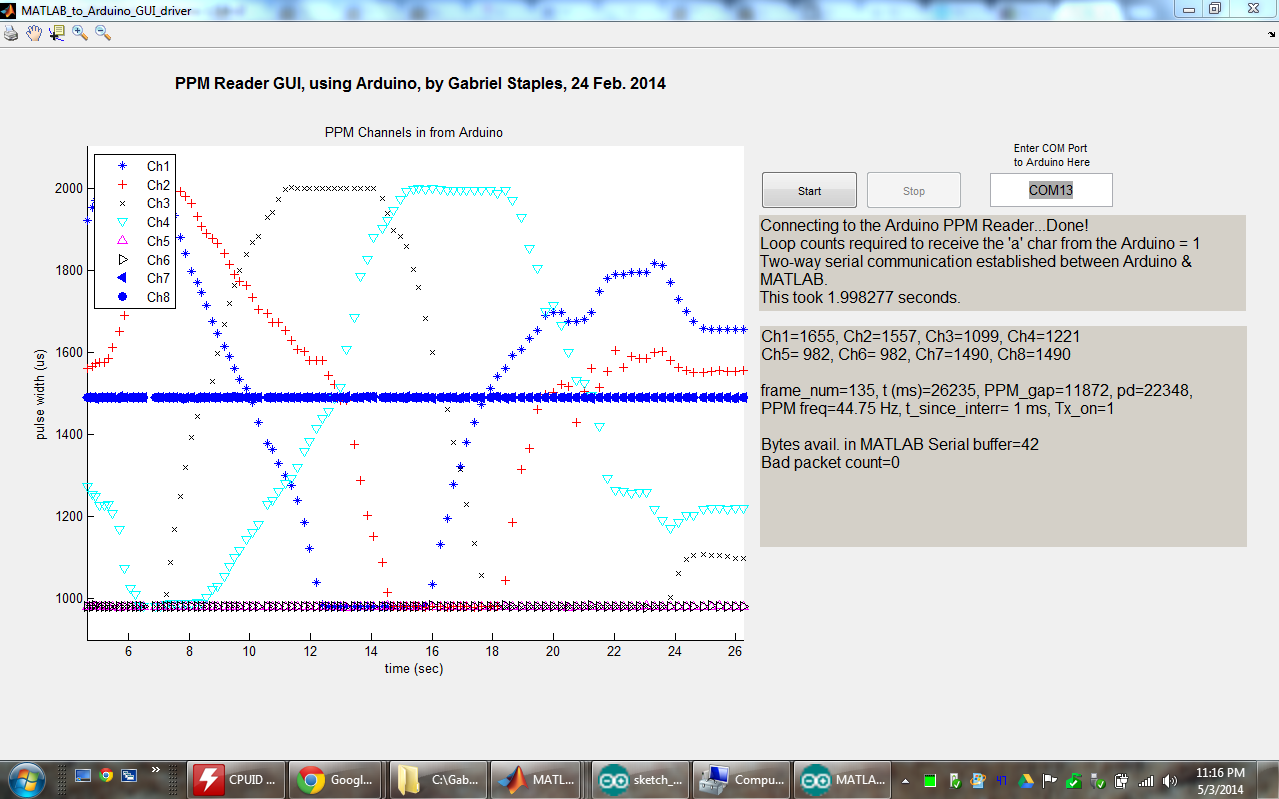 MATLAB_to_Arduino_GUI_driver
PPM Reader GUI, using Arduino, by Gabriel Staples, 24 Feb. 2014
PPM Channels in from Arduino
2000
1800
1600
1400
1200
1000
pulse width (us)
Ch1
Ch2
Ch3
Ch4
Ch5
Ch6
Ch7
Ch8
6 8 10 12 14 16 18 20 22 24 26
time (sec)
Enter COM Port
to Arduino Here
Start Stop COM13
Connecting to the Arduino PPM Reader...Done!
Loop counts required to receive the 'a' char from the Arduino = 1
Two-way serial communication established between Arduino &
MATLAB.
This took 1.998277 seconds.
Ch1=1655, Ch2=1557, Ch3=1099, Ch4=1221
Ch5= 982, Ch6= 982, Ch7=1490, Ch8=1490
frame_num=135, t (ms)=26235, PPM_gap=11872, pd=22348,
PPM freq=44.75 Hz, t_since_interr= 1 ms, Tx_on=1
Bytes avail. in MATLAB Serial buffer=42
Bad packet count=0
CPUID ... Googl... C:\Gab... MATL... sketch_... Compu... MATLA...
11:16 PM
5/3/2014